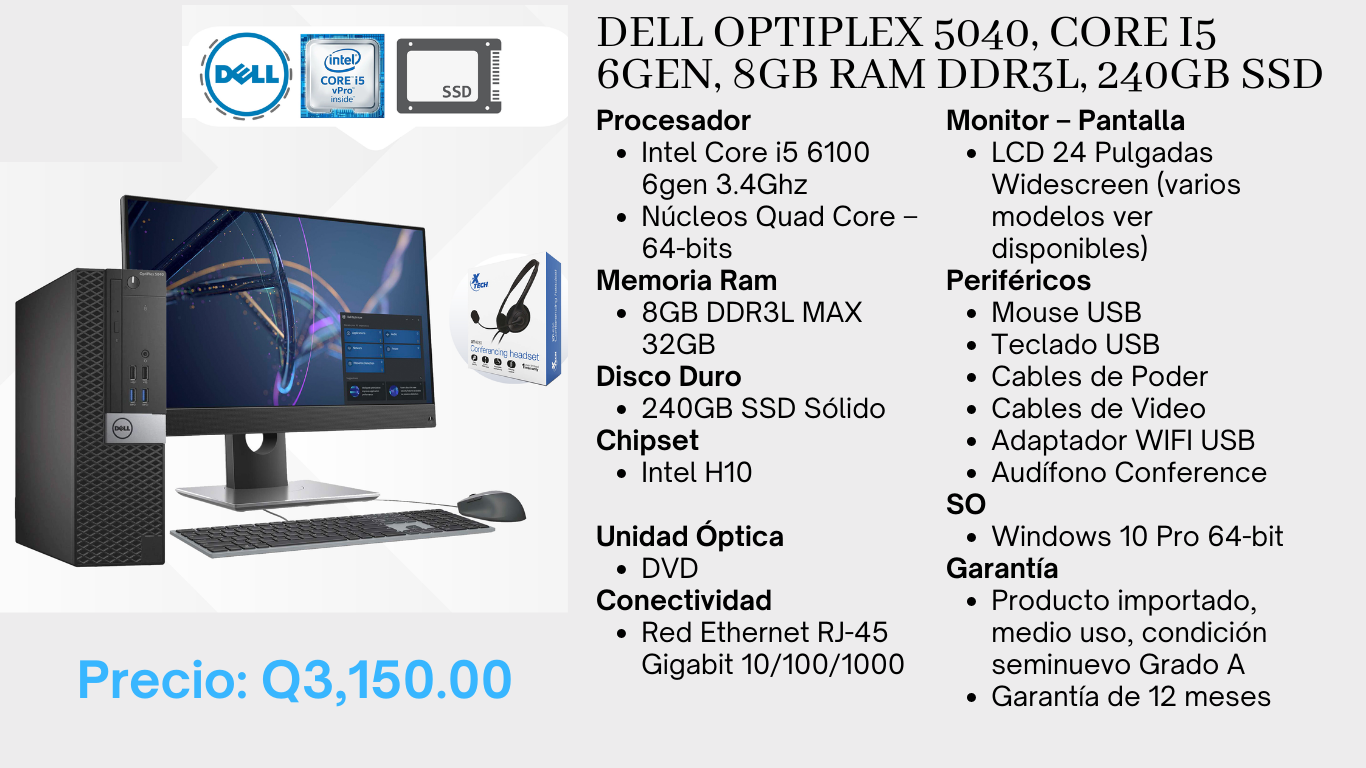 DELL
intel
CORE i5
vPro
inside
SSD
DELL OPTIPLEX 5040, CORE I5
6GEN, 8GB RAM DDR3L, 240GB SSD
Procesador
Intel Core i5 6100
6gen 3.4Ghz
Núcleos Quad Core –
64-bits
Memoria Ram
8GB DDR3L MAX
32GB
Disco Duro
240GB SSD Sólido
Chipset
Intel H10
Unidad Óptica
DVD
Conectividad
Red Ethernet RJ-45
Gigabit 10/100/1000
Monitor – Pantalla
LCD 24 Pulgadas
Widescreen (varios
modelos ver
disponibles)
Periféricos
Mouse USB
Teclado USB
Cables de Poder
Cables de Video
Adaptador WIFI USB
Audífono Conference
SO
Windows 10 Pro 64-bit
Garantía
Producto importado,
medio uso, condición
seminuevo Grado A
Garantía de 12 meses
XTECH
Conferencing headset
DELL
Precio: Q3,150.00